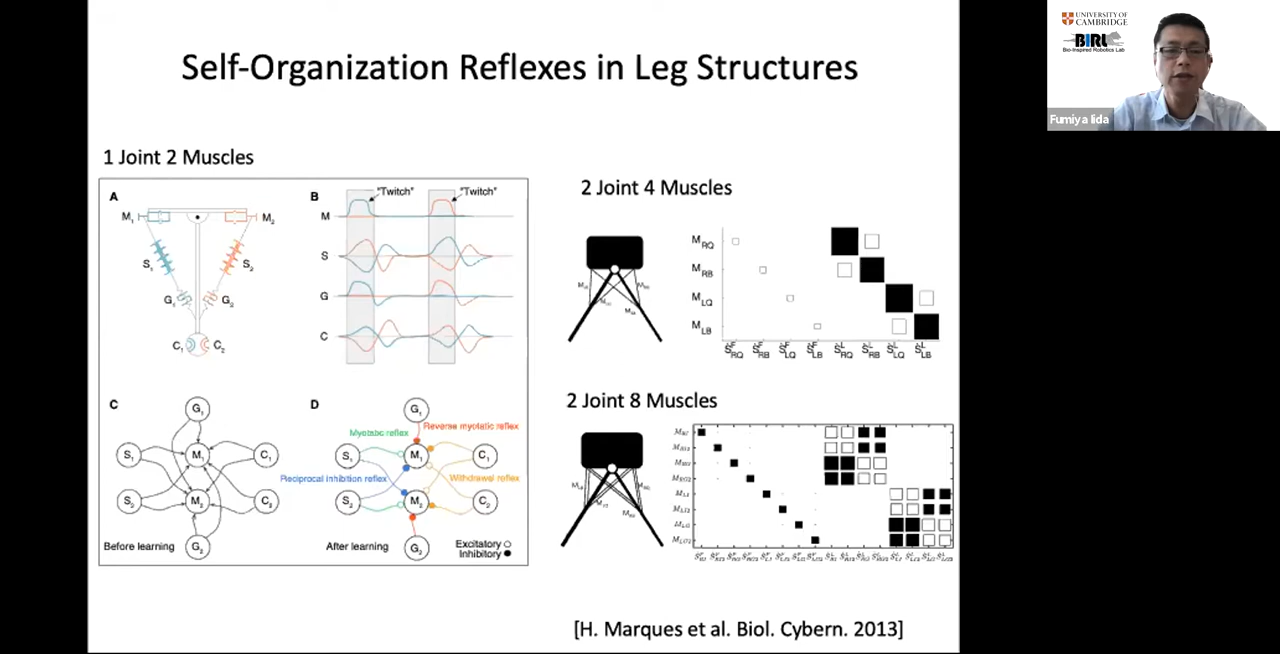 Self-Organization Reflexes in Leg Structures
UNIVERSITY OF
CAMBRIDGE
BIRL
Bio-Inspired Robotics Lab
Fumiya Iida
1 Joint 2 Muscles
A
M1
M2
S1
S2
G1
G2
C1
C2
B
"Twitch"
"Twitch"
M
S
G
C
C
G1
S1
M1
C1
S2
M2
C2
Before learning
G2
D
G1
Myotatic reflex
Reverse myotatic reflex
S1
M1
C1
Reciprocal inhibition reflex
Withdrawal reflex
S2
M2
C2
After learning
G2
Excitatory
Inhibitory
2 Joint 4 Muscles
MRQ
MRB
MLQ
MLB
2 Joint 8 Muscles
[H. Marques et al. Biol. Cybern. 2013]